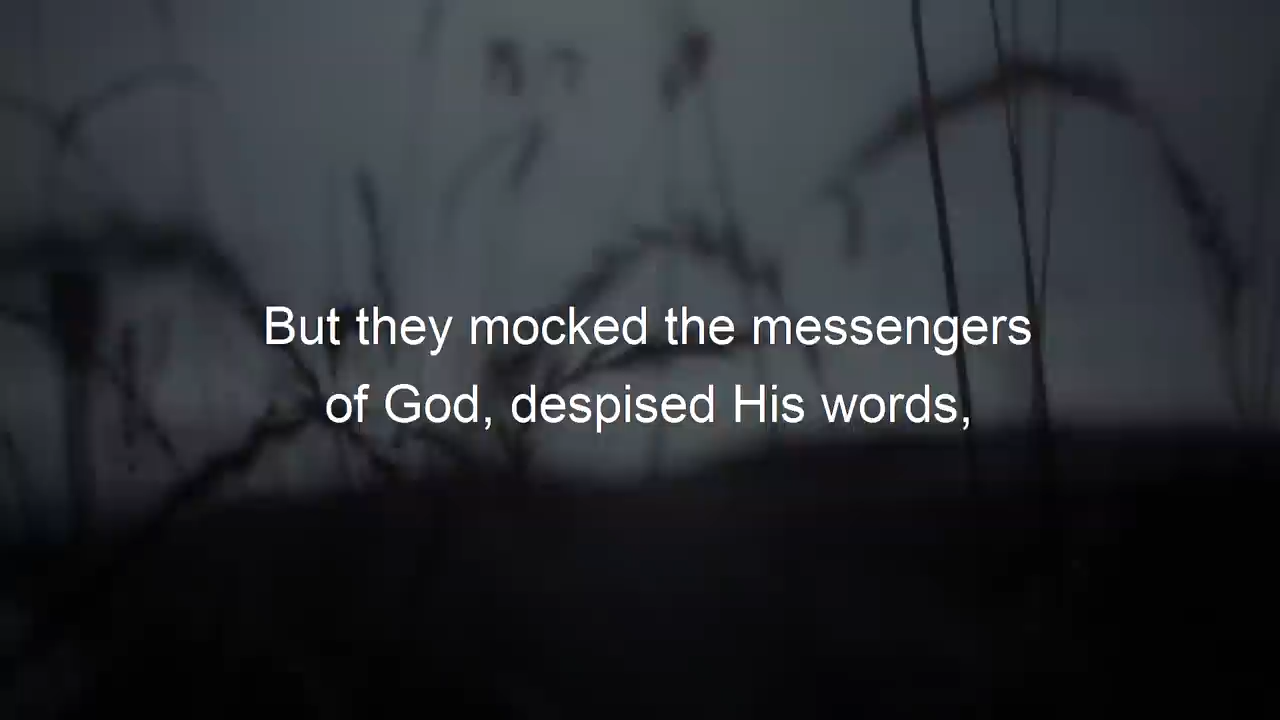 But they mocked the messengers
of God, despised His words,